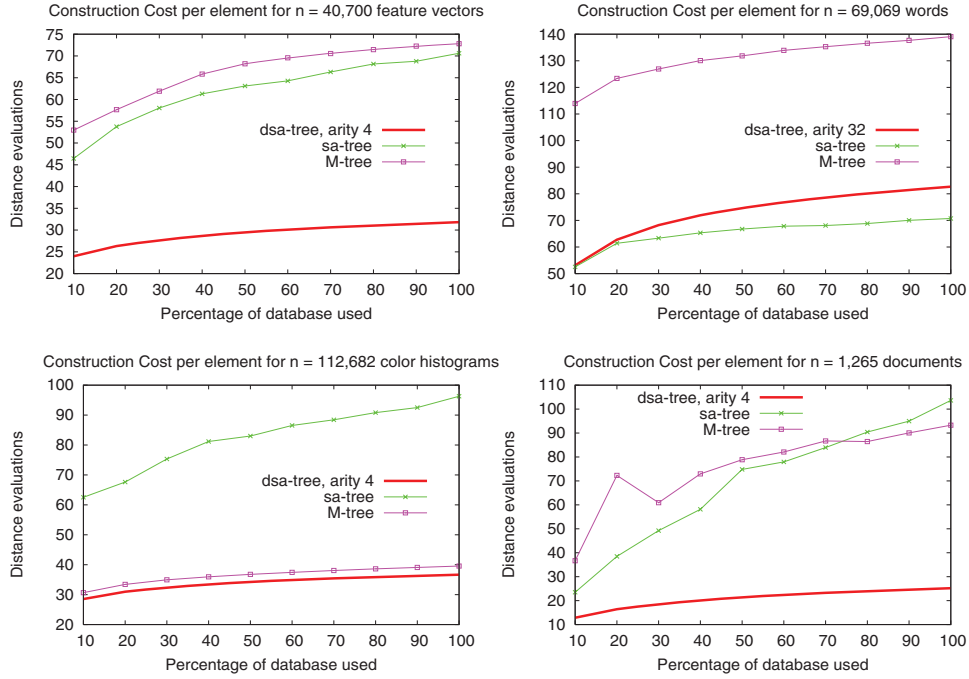 Construction Cost per element for n = 40,700 feature vectors
75
70
65
60
55
50
45
40
35
30
25
20
10 20 30 40 50 60 70 80 90 100
Distance evaluations
Percentage of database used
dsa-tree, arity 4
sa-tree
M-tree
Construction Cost per element for n = 69,069 words
140
130
120
110
100
90
80
70
60
50
10 20 30 40 50 60 70 80 90 100
Distance evaluations
Percentage of database used
dsa-tree, arity 32
sa-tree
M-tree
Construction Cost per element for n = 112,682 color histograms
100
90
80
70
60
50
40
30
20
10 20 30 40 50 60 70 80 90 100
Distance evaluations
Percentage of database used
dsa-tree, arity 4
sa-tree
M-tree
Construction Cost per element for n = 1,265 documents
110
100
90
80
70
60
50
40
30
20
10
10 20 30 40 50 60 70 80 90 100
Distance evaluations
Percentage of database used
dsa-tree, arity 4
sa-tree
M-tree